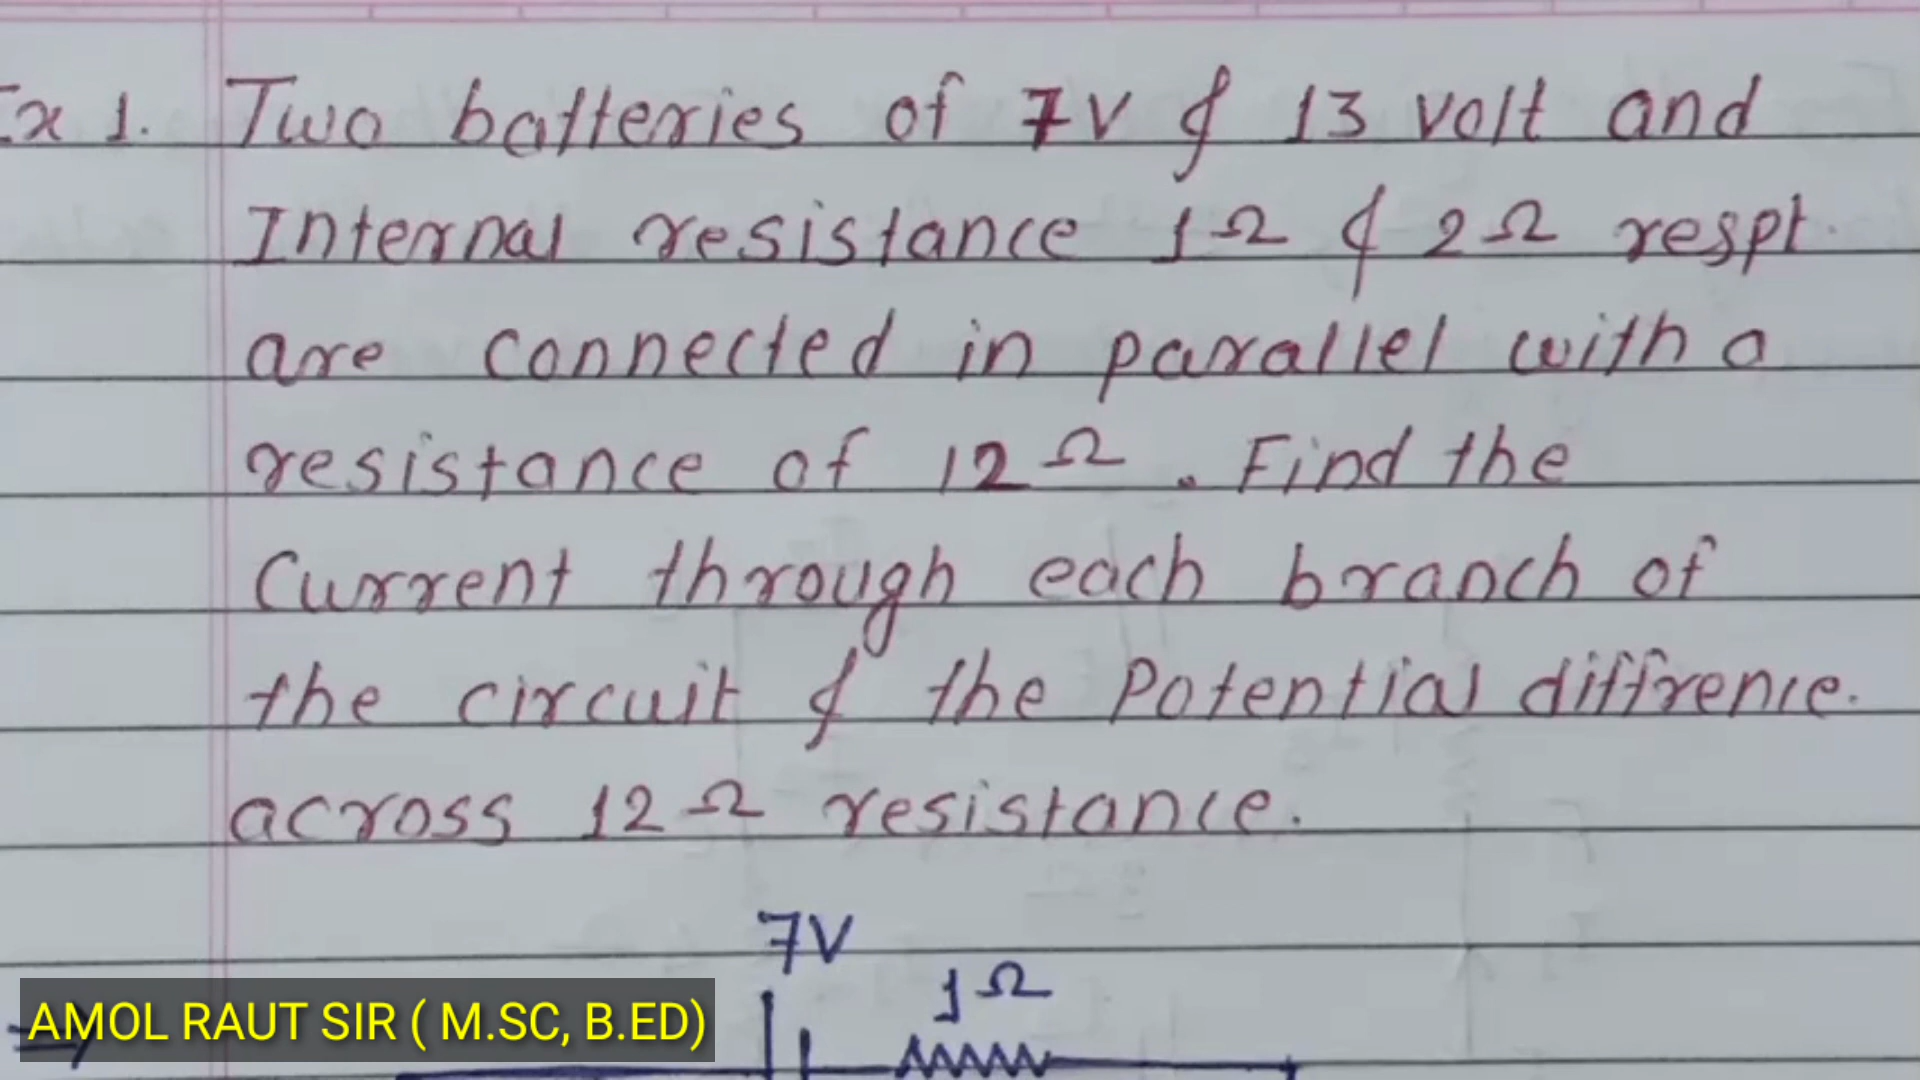 Ex 1. Two batteries of 7V & 13 volt and
Internal resistance 1Ω & 2Ω respt.
are connected in parallel with a
resistance of 12Ω. Find the
Current through each branch of
the circuit & the Potential diffrence.
across 12Ω resistance.
7V
1Ω
AMOL RAUT SIR ( M.SC, B.ED)